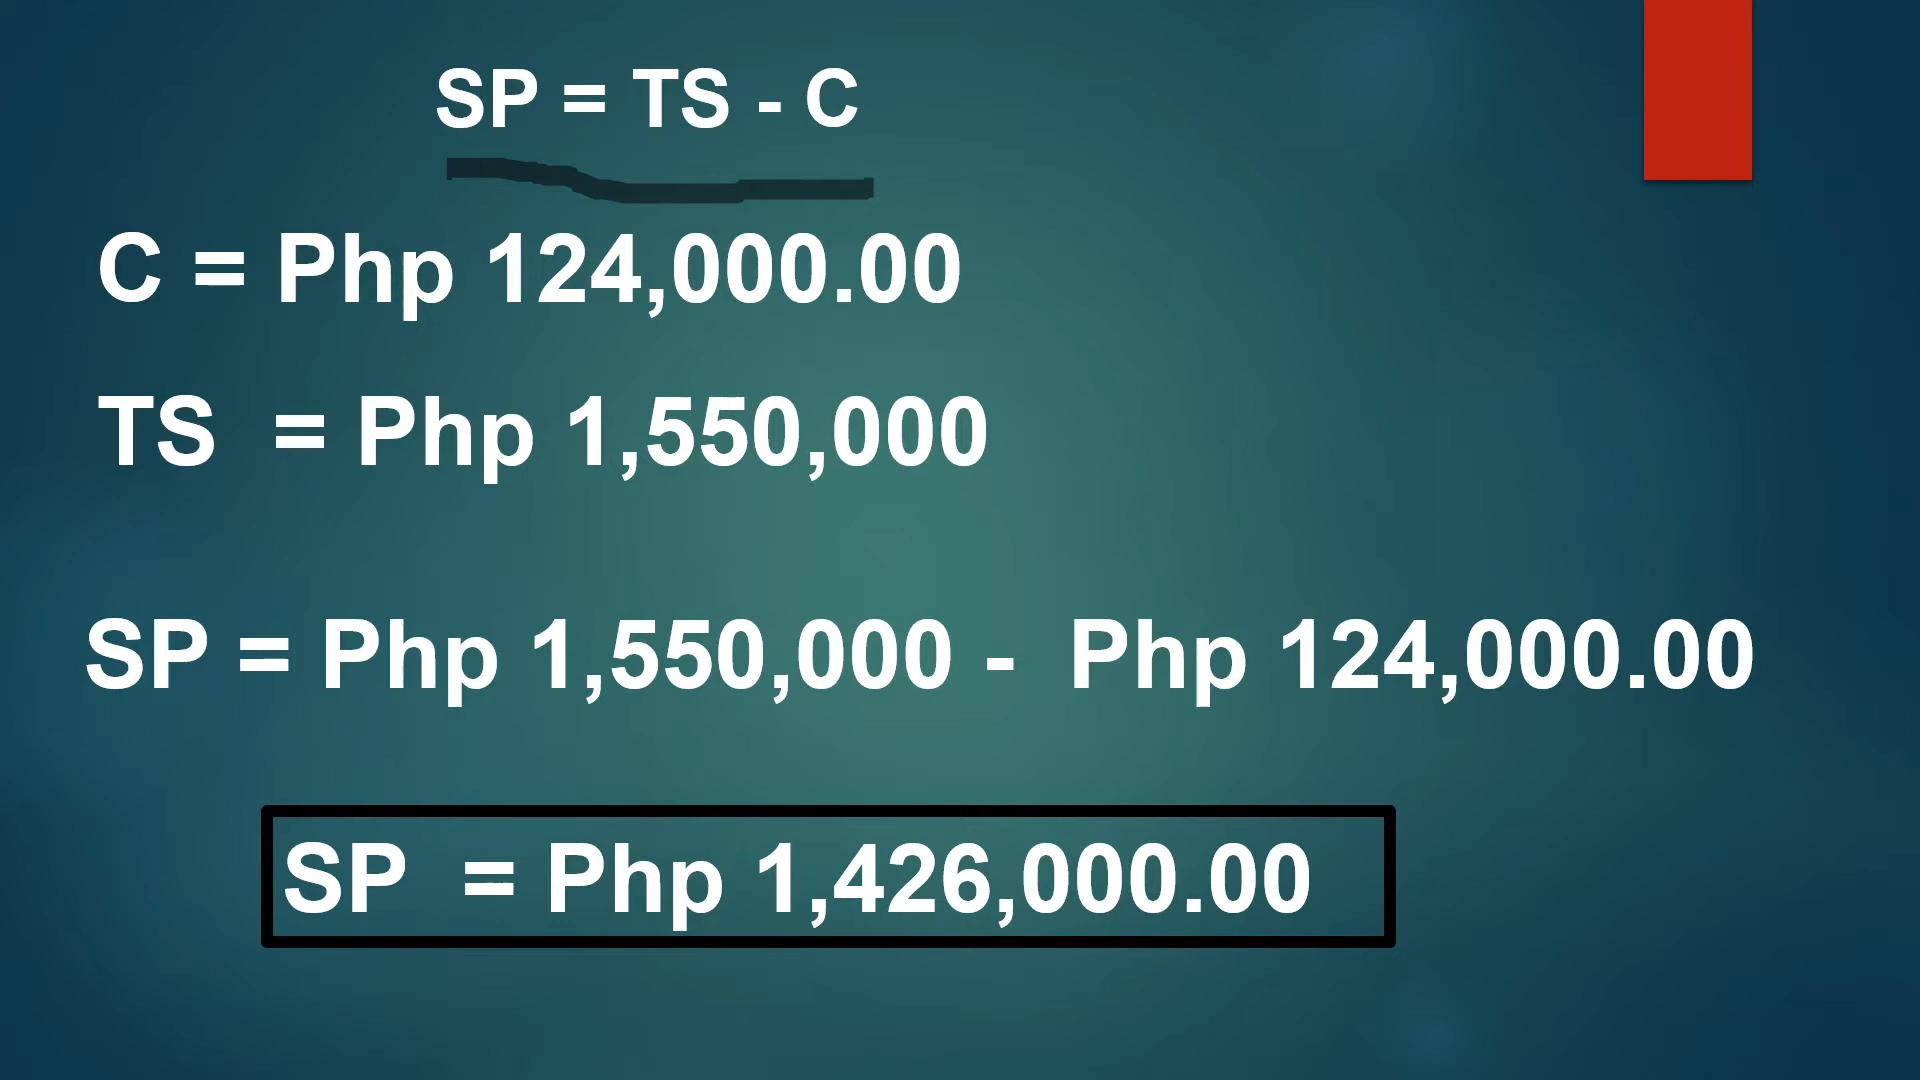 SP = TS - C
C = Php 124,000.00
TS = Php 1,550,000
SP = Php 1,550,000 - Php 124,000.00
SP = Php 1,426,000.00